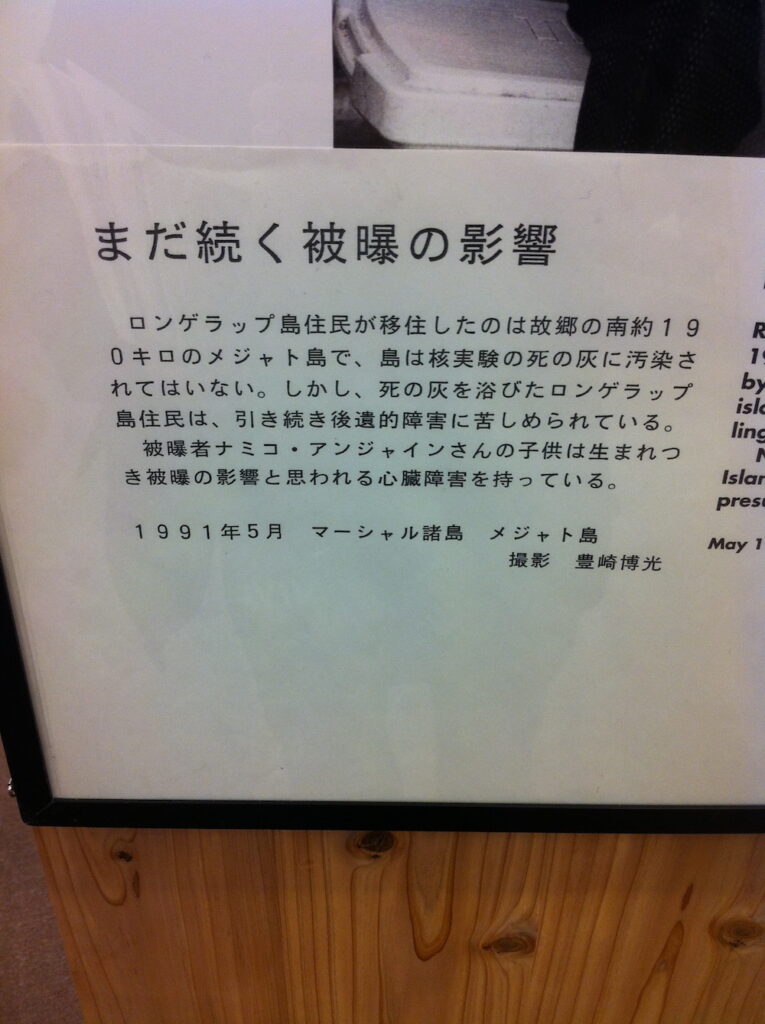 まだ続く被曝の影響
ロンゲラップ島住民が移住したのは故郷の南約１９
０キロのメジャト島で、島は核実験の死の灰に汚染さ
れてはいない。しかし、死の灰を浴びたロンゲラップ
島住民は、引き続き後遺的障害に苦しめられている。
被曝者ナミコ・アンジャインさんの子供は生まれつ
き被曝の影響と思われる心臓障害を持っている。
１９９１年５月　マーシャル諸島　メジャト島
撮影　豊崎博光
R
19
by
isla
ling
Islan
presu
May 1